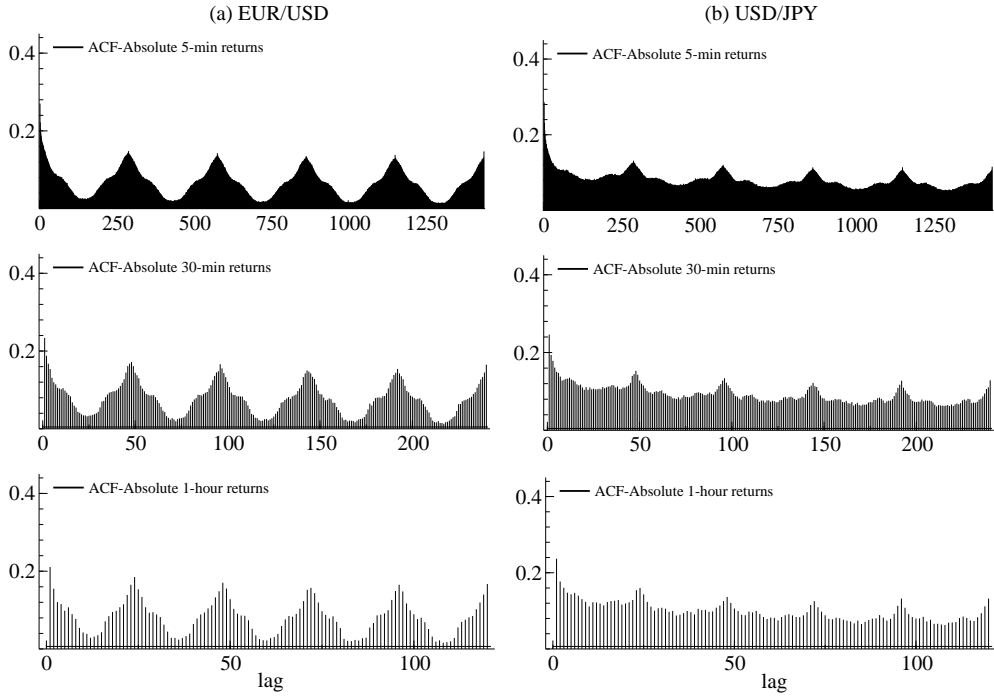 (a) EUR/USD
(b) USD/JPY
ACF-Absolute 5-min returns
0.4
0.2
0 250 500 750 1000 1250
ACF-Absolute 5-min returns
0.4
0.2
0 250 500 750 1000 1250
ACF-Absolute 30-min returns
0.4
0.2
0 50 100 150 200
ACF-Absolute 30-min returns
0.4
0.2
0 50 100 150 200
ACF-Absolute 1-hour returns
0.4
0.2
0 50 100
lag
ACF-Absolute 1-hour returns
0.4
0.2
0 50 100
lag